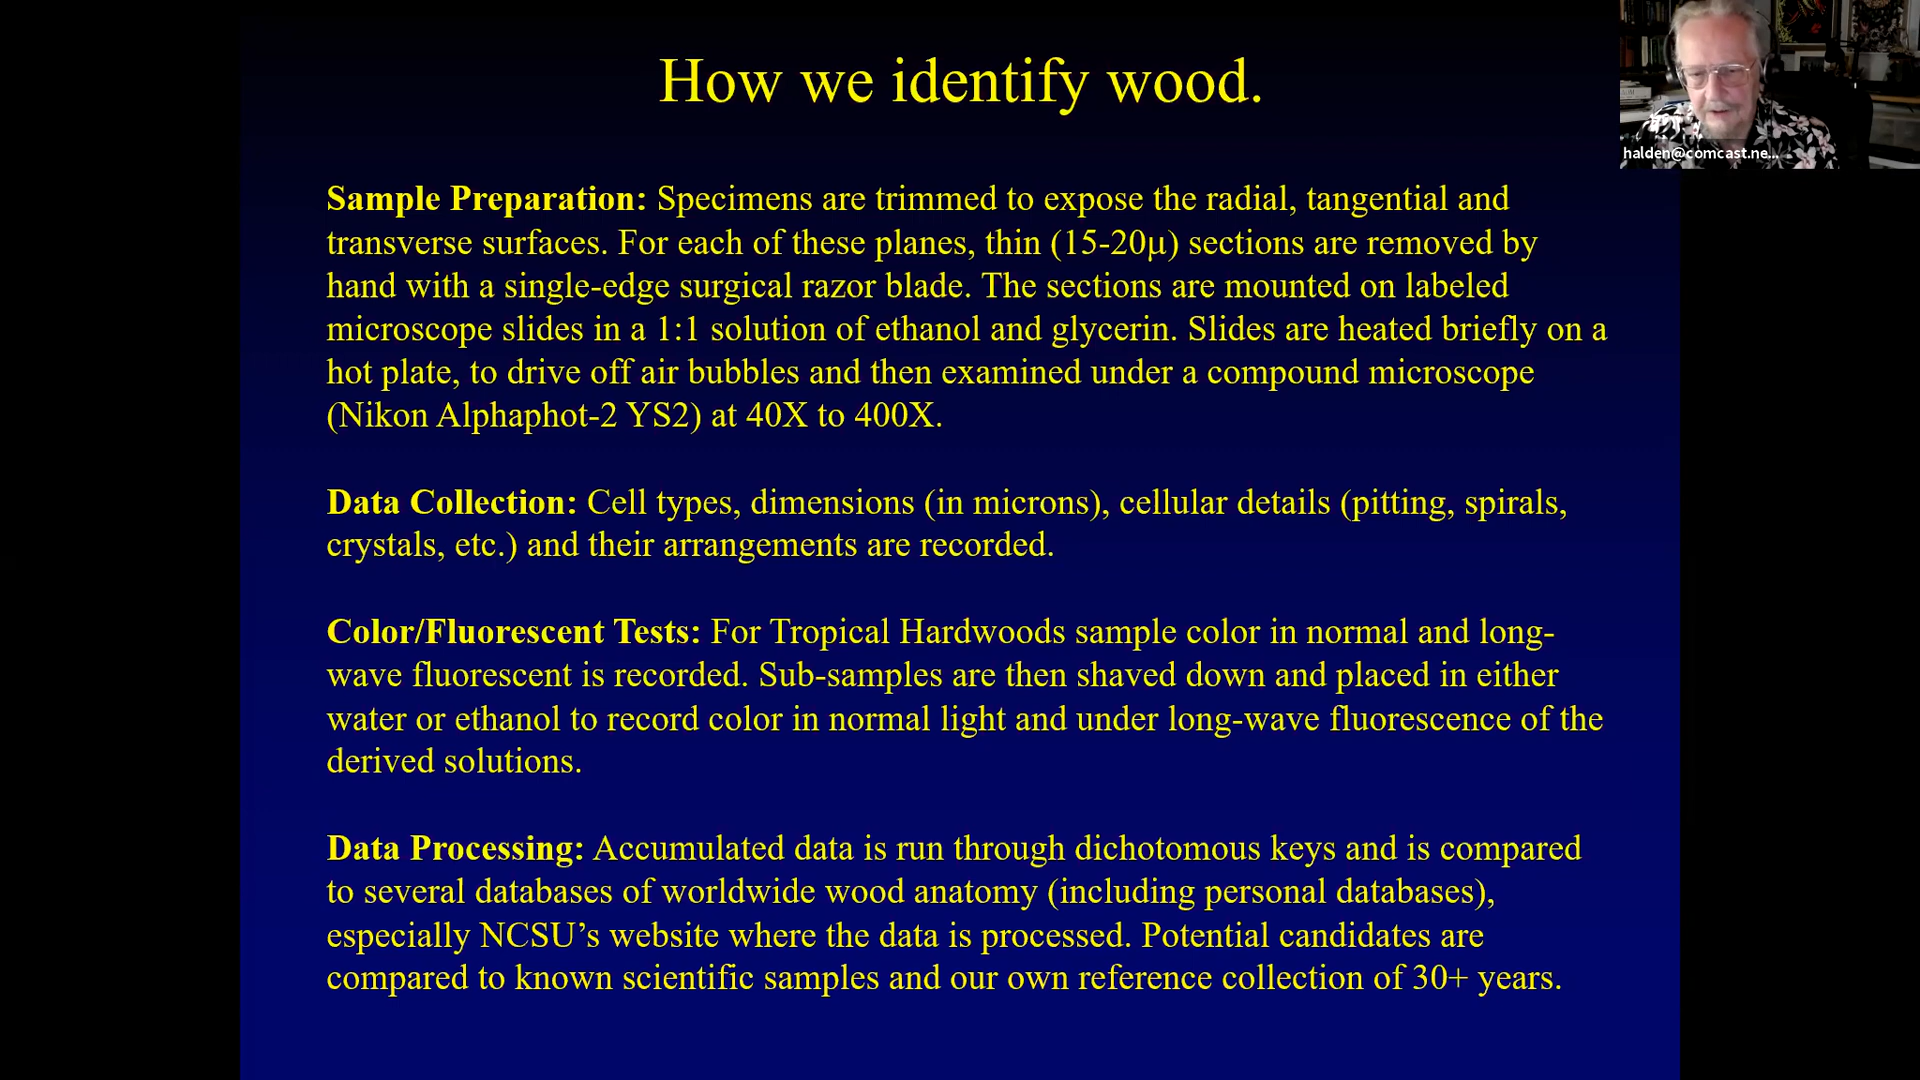 How we identify wood.
halden@comcast.ne...
Sample Preparation: Specimens are trimmed to expose the radial, tangential and
transverse surfaces. For each of these planes, thin (15-20µ) sections are removed by
hand with a single-edge surgical razor blade. The sections are mounted on labeled
microscope slides in a 1:1 solution of ethanol and glycerin. Slides are heated briefly on a
hot plate, to drive off air bubbles and then examined under a compound microscope
(Nikon Alphaphot-2 YS2) at 40X to 400X.
Data Collection: Cell types, dimensions (in microns), cellular details (pitting, spirals,
crystals, etc.) and their arrangements are recorded.
Color/Fluorescent Tests: For Tropical Hardwoods sample color in normal and long-
wave fluorescent is recorded. Sub-samples are then shaved down and placed in either
water or ethanol to record color in normal light and under long-wave fluorescence of the
derived solutions.
Data Processing: Accumulated data is run through dichotomous keys and is compared
to several databases of worldwide wood anatomy (including personal databases),
especially NCSU’s website where the data is processed. Potential candidates are
compared to known scientific samples and our own reference collection of 30+ years.